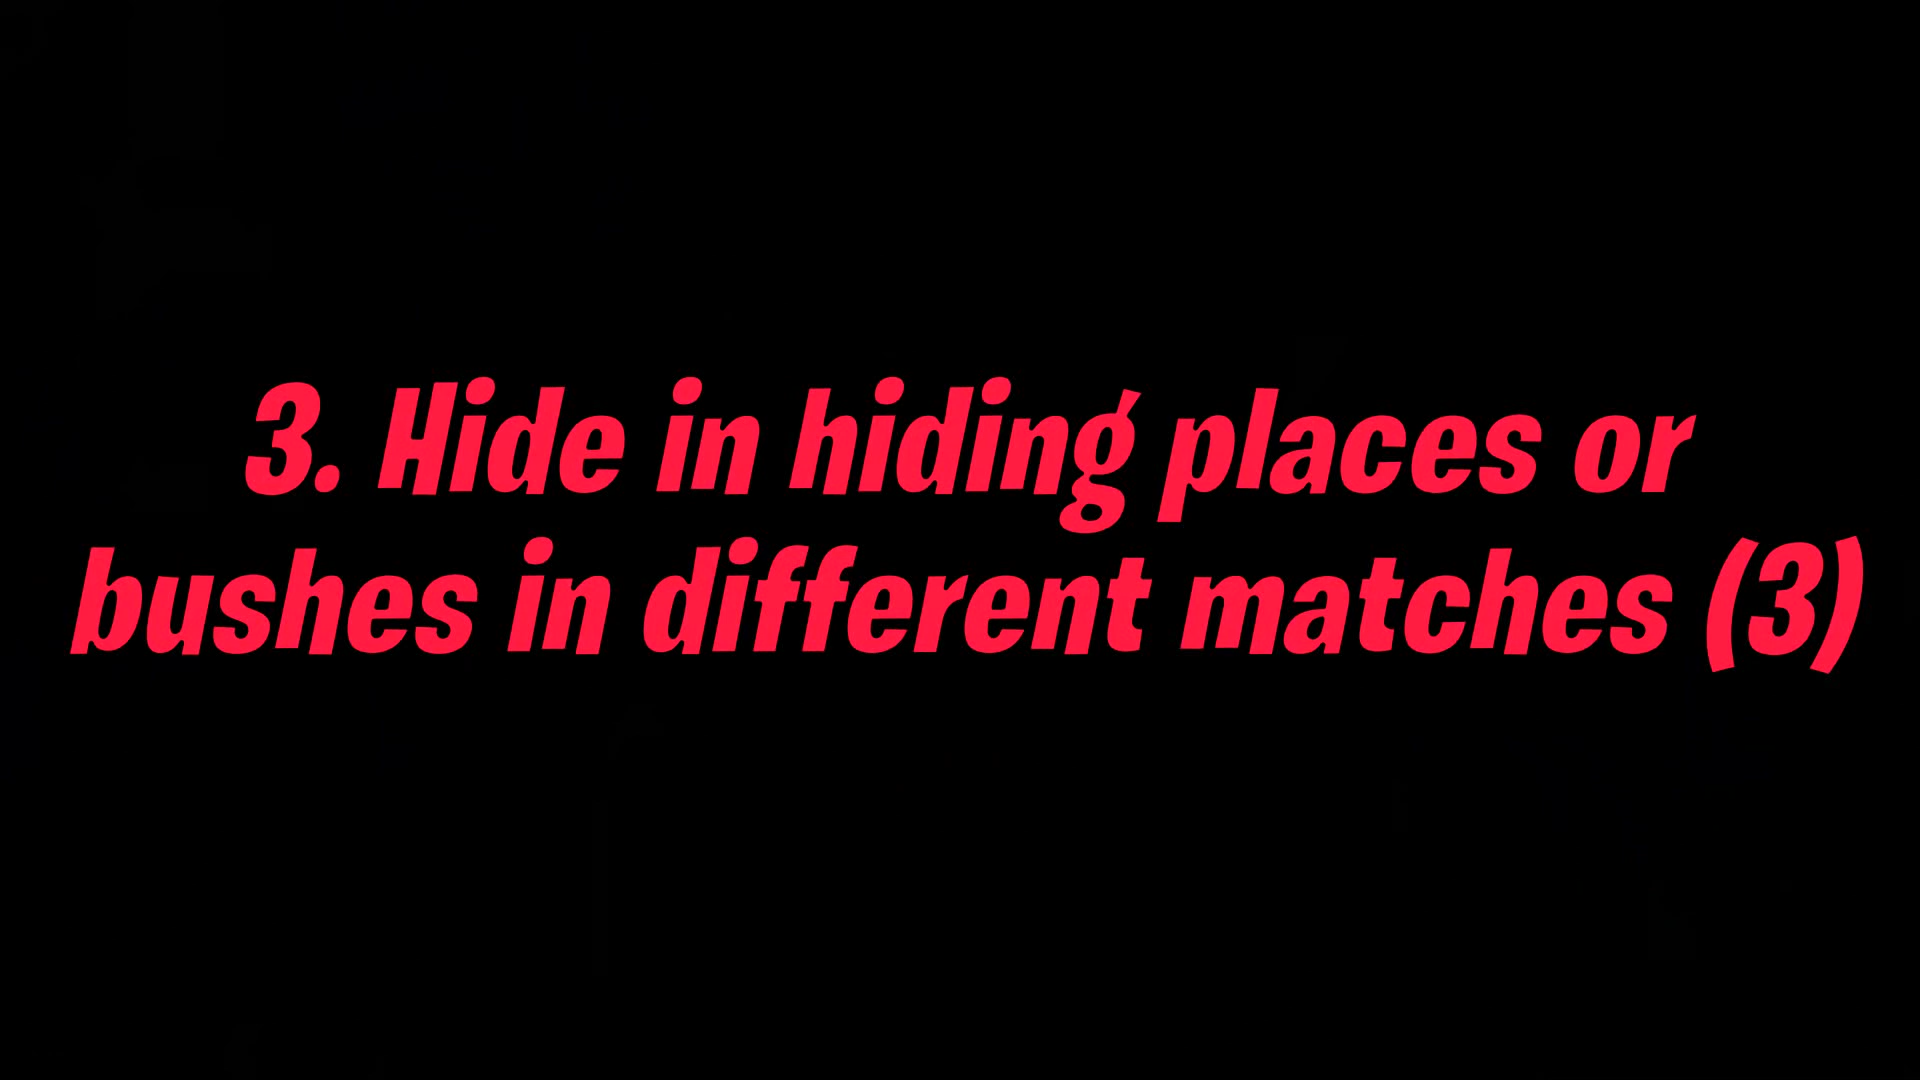 3. Hide in hiding places or
bushes in different matches (3)